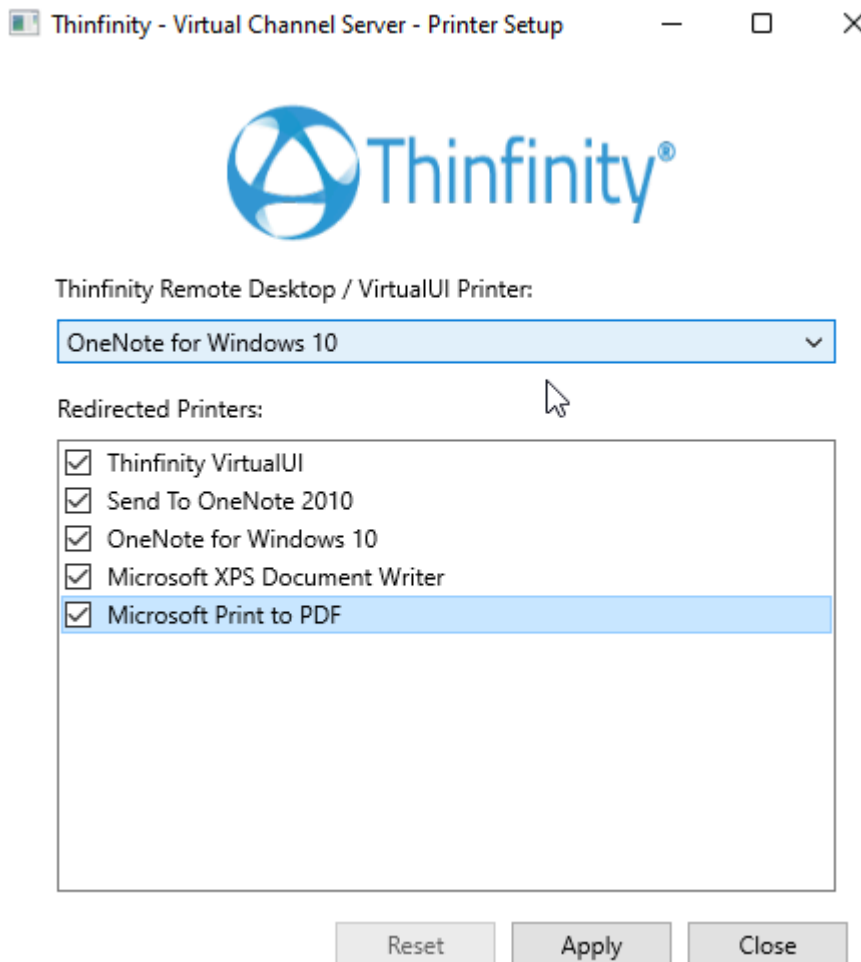 Thinfinity - Virtual Channel Server - Printer Setup
Thinfinity®
Thinfinity Remote Desktop / VirtualUI Printer:
OneNote for Windows 10
Redirected Printers:
Thinfinity VirtualUI
Send To OneNote 2010
OneNote for Windows 10
Microsoft XPS Document Writer
Microsoft Print to PDF
Reset Apply Close